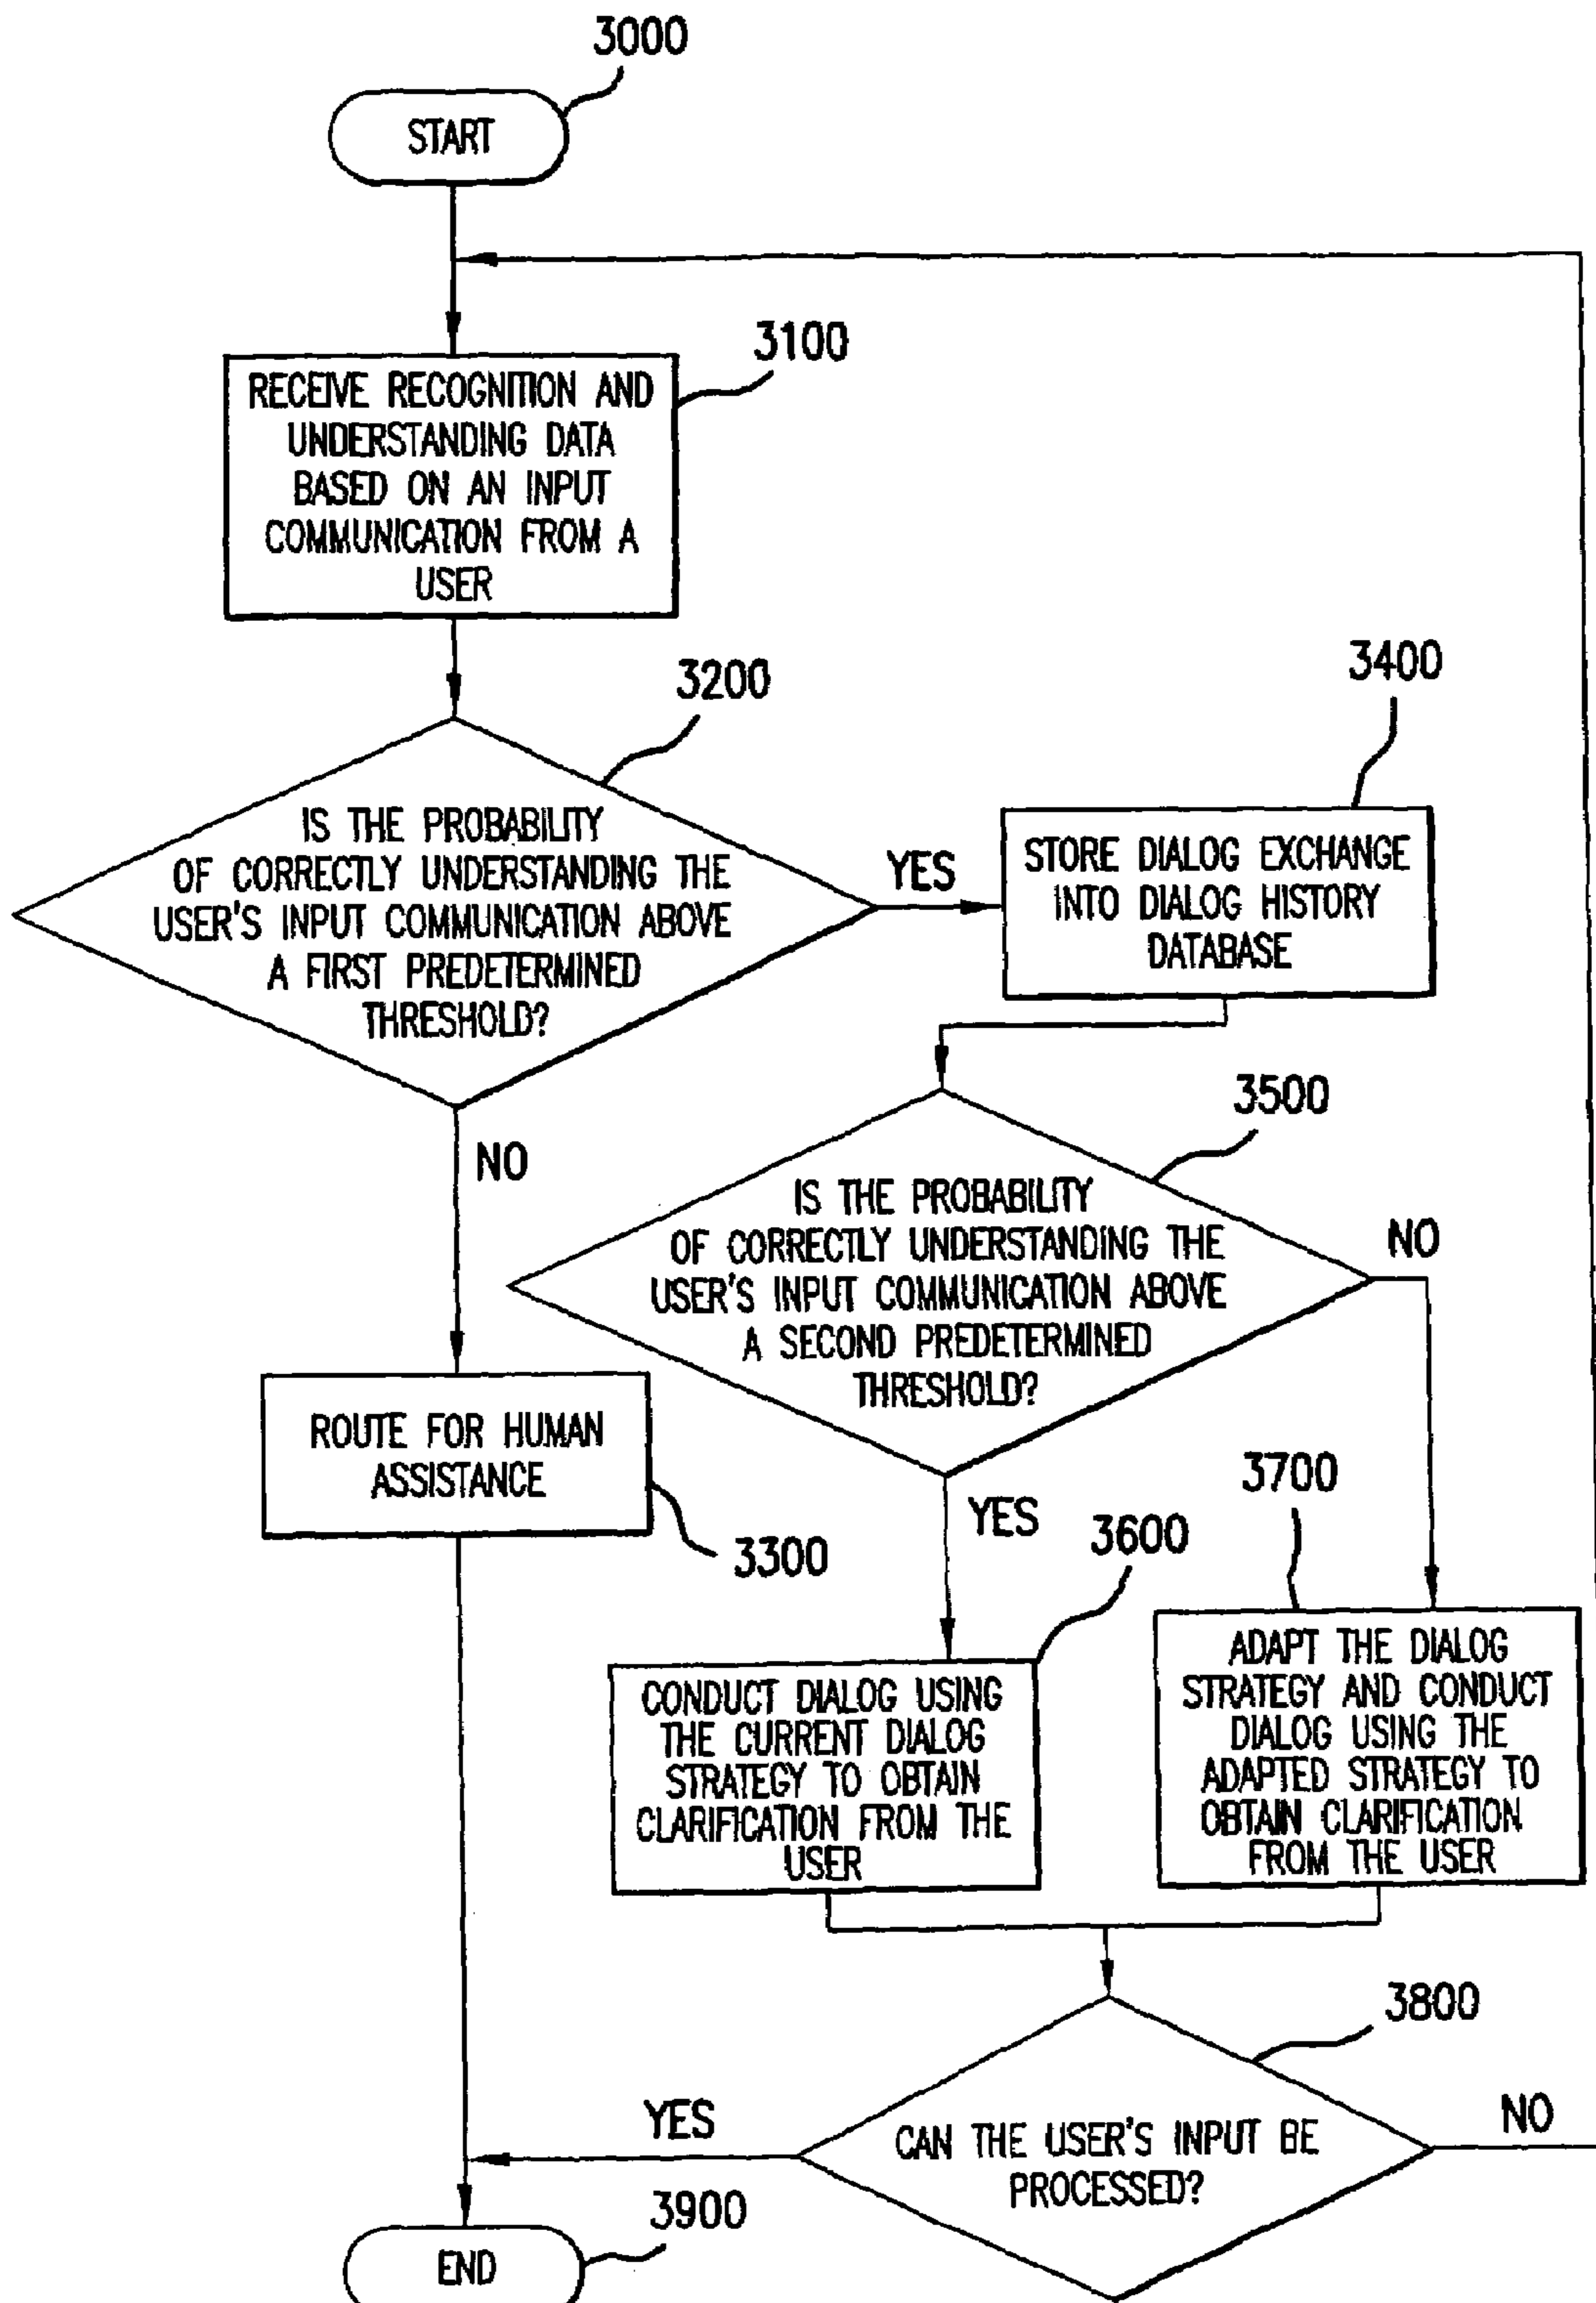 3000
START
3100
RECEIVE RECOGNITION AND
UNDERSTANDING DATA
BASED ON AN INPUT
COMMUNICATION FROM A
USER
3200
IS THE PROBABILITY
OF CORRECTLY UNDERSTANDING THE
USER'S INPUT COMMUNICATION ABOVE
A FIRST PREDETERMINED
THRESHOLD?
YES
3400
STORE DIALOG EXCHANGE
INTO DIALOG HISTORY
DATABASE
NO
3500
IS THE PROBABILITY
OF CORRECTLY UNDERSTANDING THE
USER'S INPUT COMMUNICATION ABOVE
A SECOND PREDETERMINED
THRESHOLD?
NO
ROUTE FOR HUMAN
ASSISTANCE
3300
YES
3600
CONDUCT DIALOG USING
THE CURRENT DIALOG
STRATEGY TO OBTAIN
CLARIFICATION FROM THE
USER
3700
ADAPT THE DIALOG
STRATEGY AND CONDUCT
DIALOG USING THE
ADAPTED STRATEGY TO
OBTAIN CLARIFICATION
FROM THE USER
3800
CAN THE USER'S INPUT BE
PROCESSED?
YES
NO
3900
END